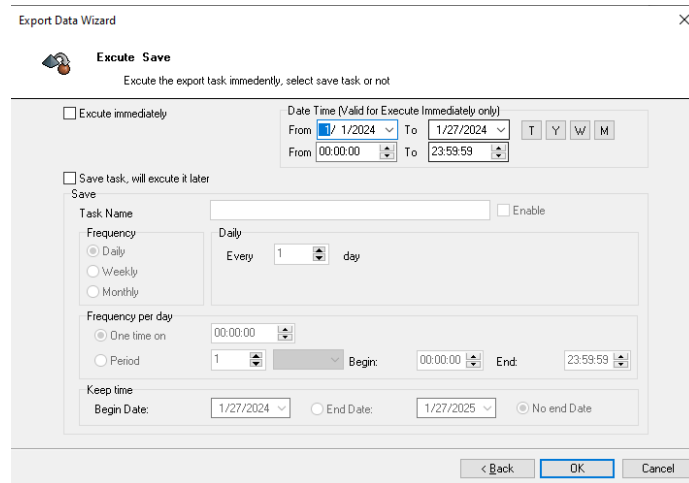 Export Data Wizard
Excute Save
Excute the export task immedently, select save task or not
Excute immediately
Date Time (Valid for Execute Immediately only)
From 1/ 1/2024 To 1/27/2024 T Y W M
From 00:00:00 To 23:59:59
Save task, will excute it later
Save
Task Name Enable
Frequency Daily
Daily Every 1 day
Weekly
Monthly
Frequency per day
One time on 00:00:00
Period 1 Begin: 00:00:00 End: 23:59:59
Keep time
Begin Date: 1/27/2024 End Date: 1/27/2025 No end Date
< Back OK Cancel